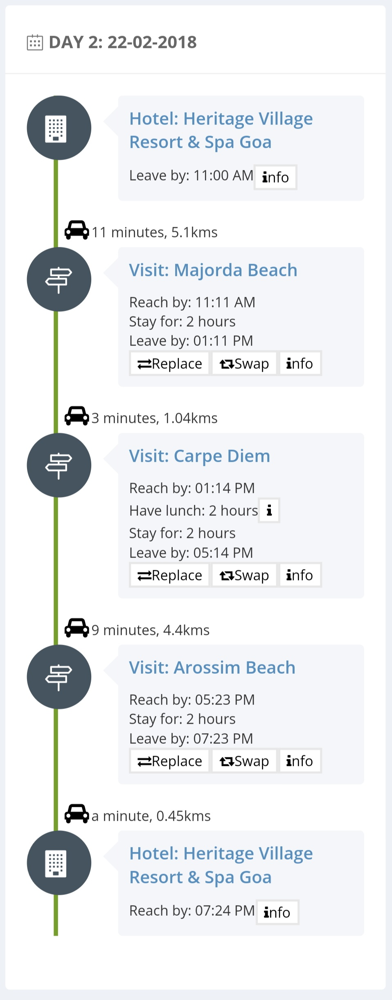 DAY 2: 22-02-2018
Hotel: Heritage Village
Resort & Spa Goa
Leave by: 11:00 AM info
11 minutes, 5.1kms
Visit: Majorda Beach
Reach by: 11:11 AM
Stay for: 2 hours
Leave by: 01:11 PM
Replace Swap info
3 minutes, 1.04kms
Visit: Carpe Diem
Reach by: 01:14 PM
Have lunch: 2 hours i
Stay for: 2 hours
Leave by: 05:14 PM
Replace Swap info
9 minutes, 4.4kms
Visit: Arossim Beach
Reach by: 05:23 PM
Stay for: 2 hours
Leave by: 07:23 PM
Replace Swap info
a minute, 0.45kms
Hotel: Heritage Village
Resort & Spa Goa
Reach by: 07:24 PM info